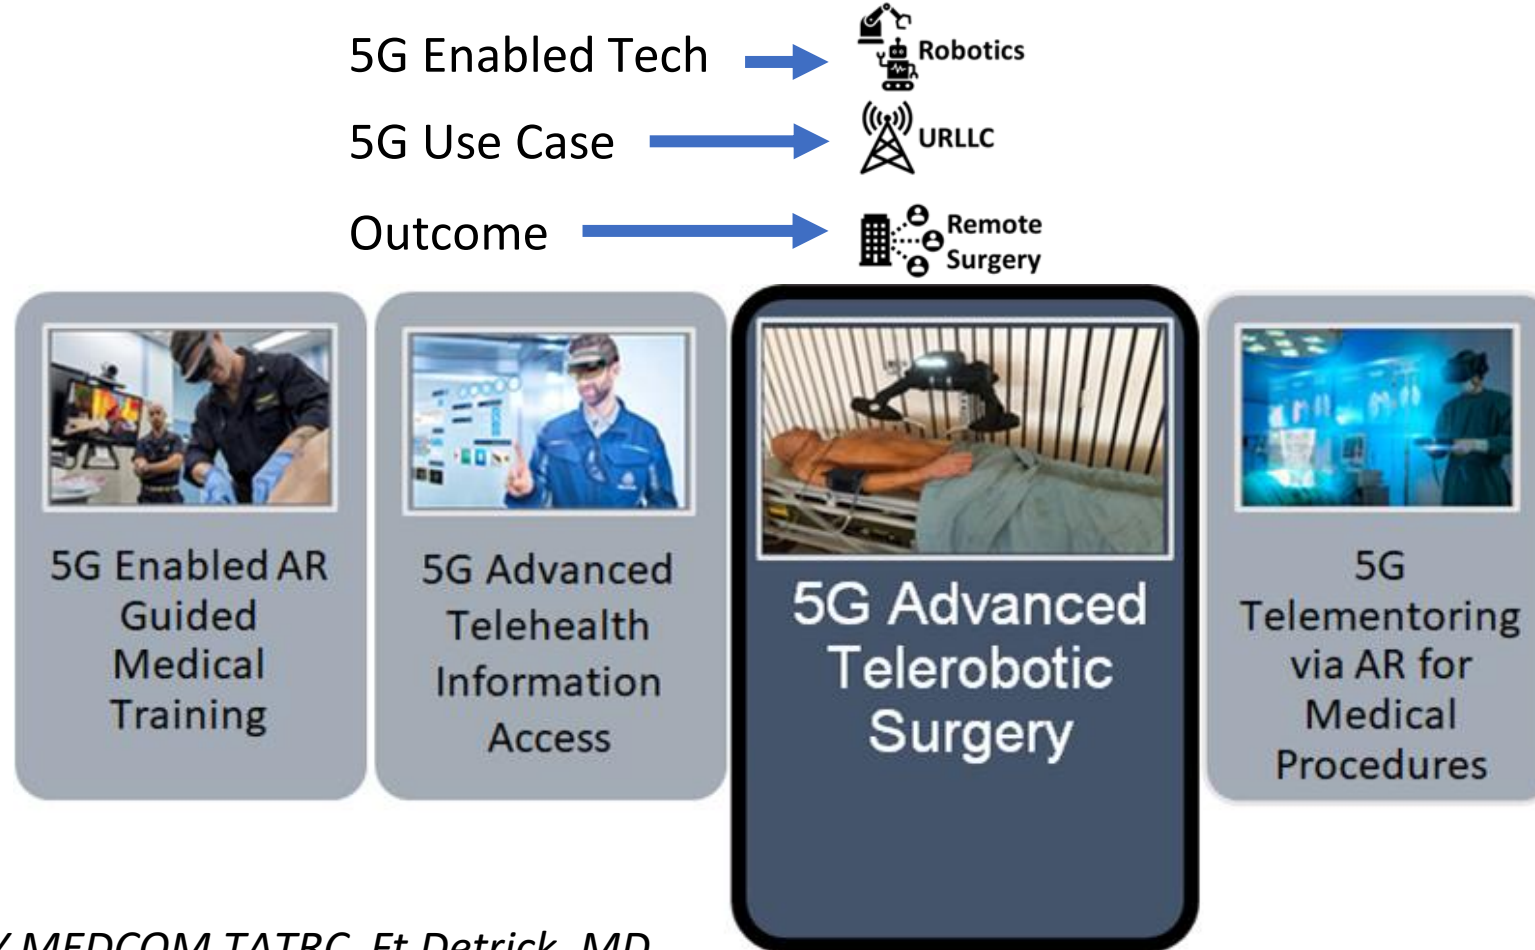 5G Enabled Tech
Robotics
5G Use Case
URLLC
Outcome
Remote
Surgery
5G Enabled AR
Guided
Medical
Training
5G Advanced
Telehealth
Information
Access
5G Advanced
Telerobotic
Surgery
5G
Telementoring
via AR for
Medical
Procedures
MEDCOM TATRC, Ft Detrick, MD